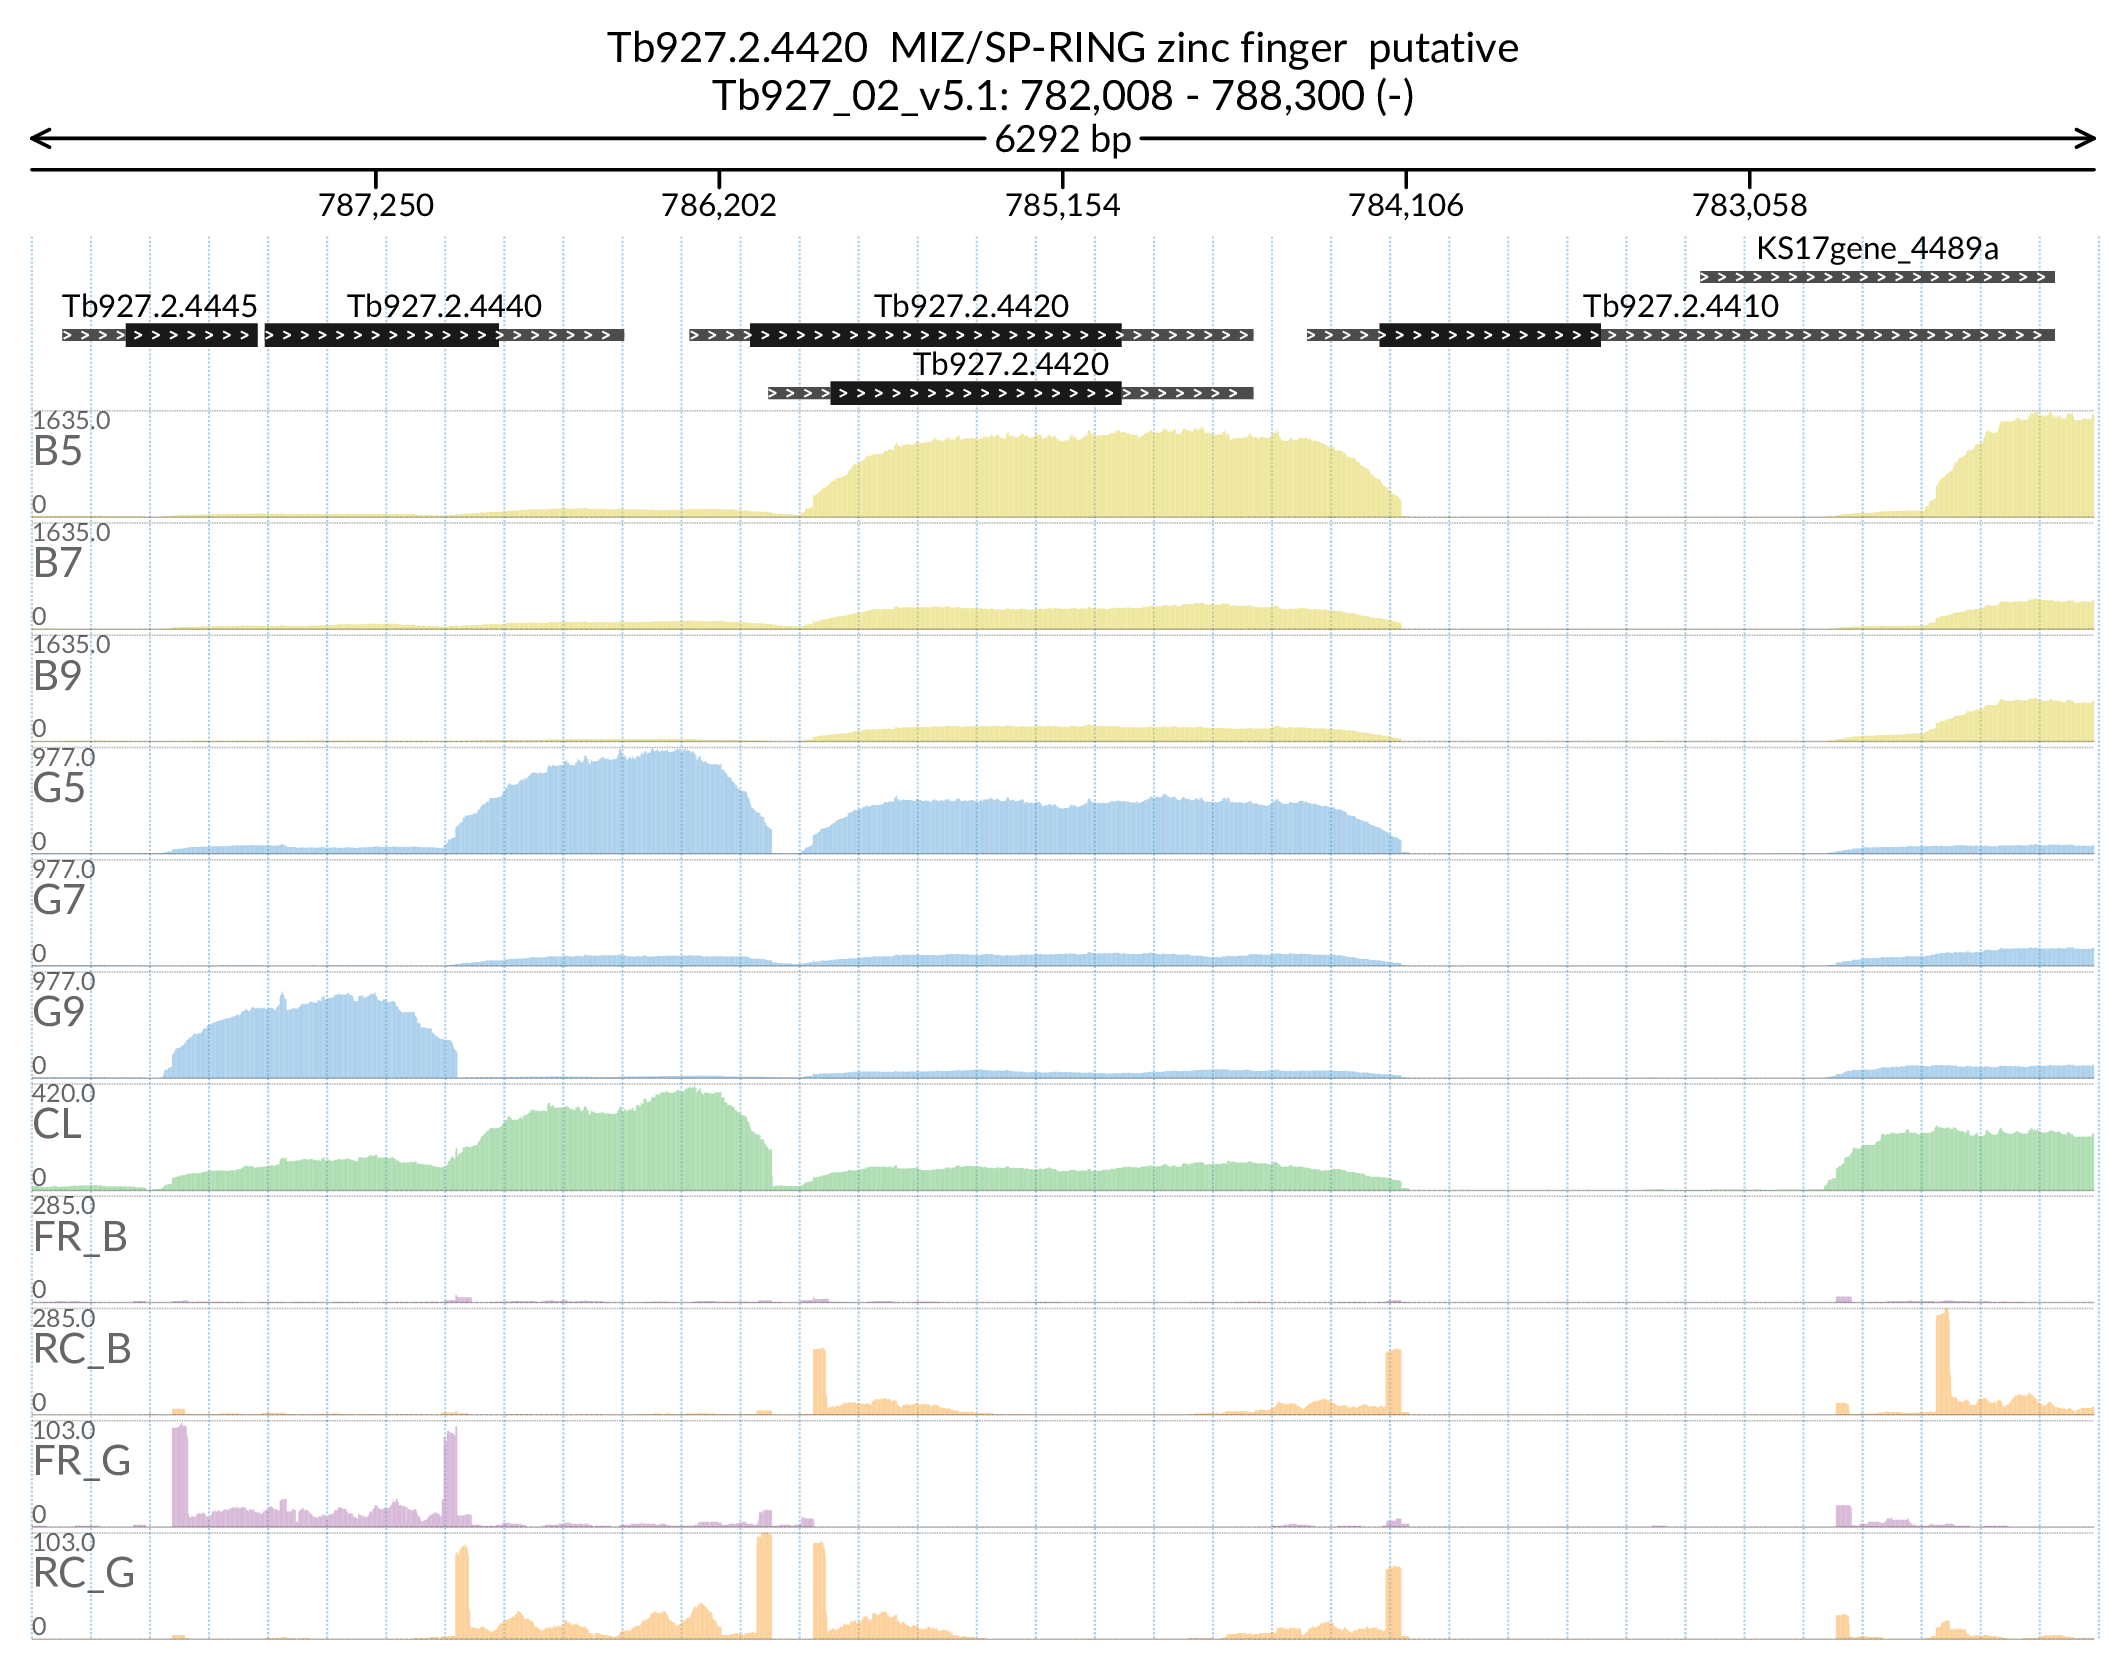 Tb927.2.4420  MIZ/SP-RING zinc finger  putative
Tb927_02_v5.1: 782,008 - 788,300 (-)
6292 bp
787,250 786,202 785,154 784,106 783,058
KS17gene_4489a
Tb927.2.4445 Tb927.2.4440 Tb927.2.4420 Tb927.2.4410
Tb927.2.4420
1635.0
B5
0
1635.0
B7
0
1635.0
B9
0
977.0
G5
0
977.0
G7
0
977.0
G9
0
420.0
CL
0
285.0
FR_B
0
285.0
RC_B
0
103.0
FR_G
0
103.0
RC_G
0